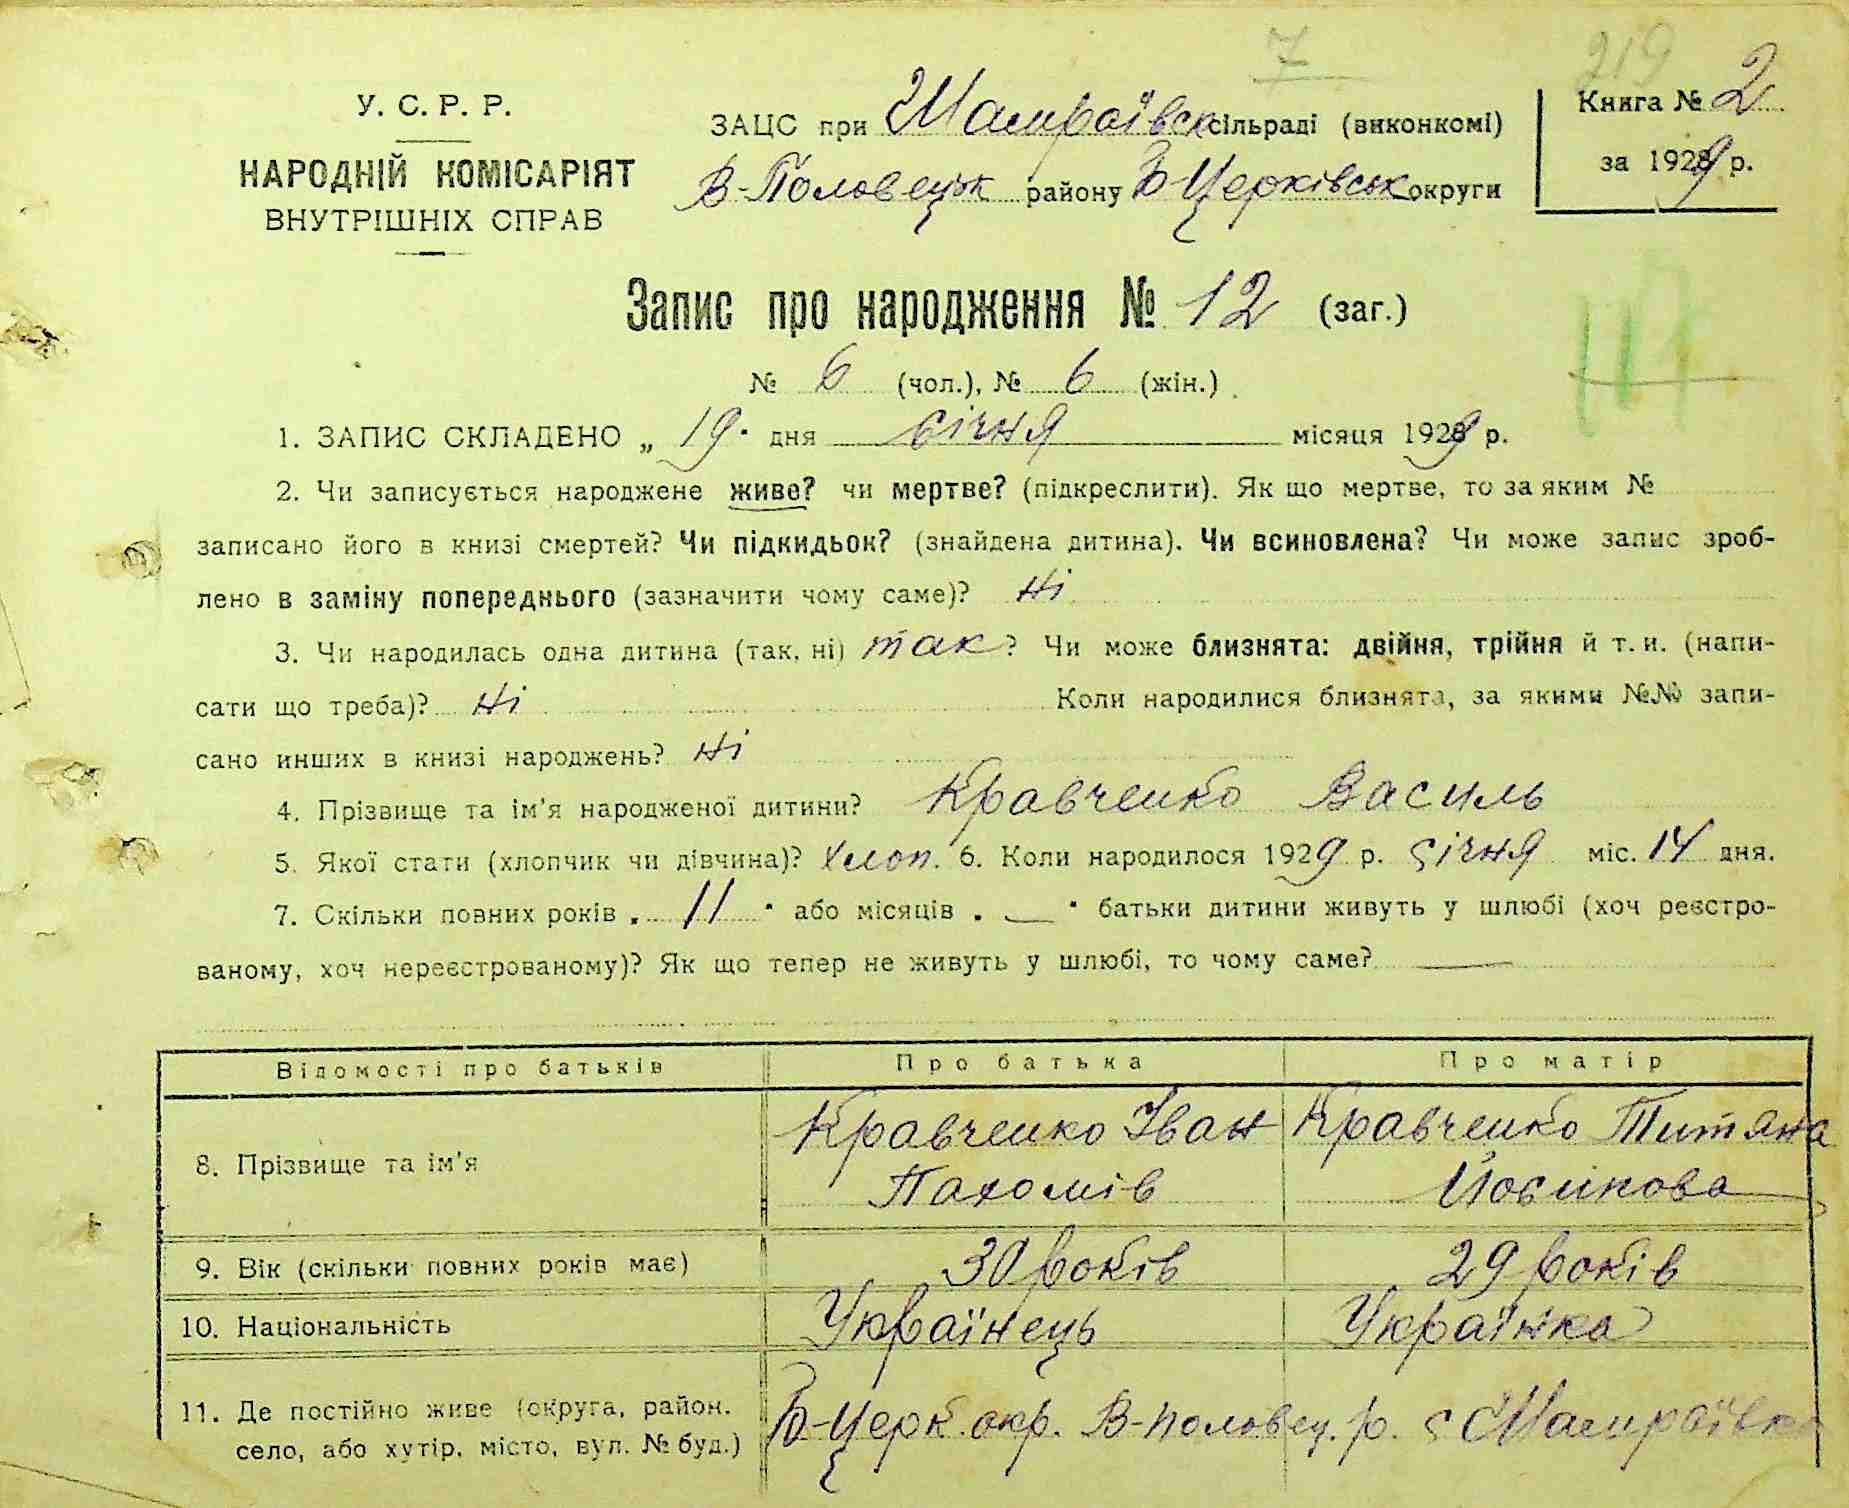 7 219
У. С. Р. Р.
НАРОДНІЙ КОМІСАРІЯТ
ВНУТРІШНІХ СПРАВ
ЗАЦС при Шамраївск сільраді (виконкомі)
В-Половецьк району Б-Церківськ округи
Книга № 2
за 1929 р.
Запис про народження № 12 (заг.)
№ 6 (чол.), № 6 (жін.)
1. ЗАПИС СКЛАДЕНО „ 19 " дня січня місяця 1929 р.
2. Чи записується народжене живе? чи мертве? (підкреслити). Як що мертве, то за яким №
записано його в книзі смертей? Чи підкидьок? (знайдена дитина). Чи всиновлена? Чи може запис зроб-
лено в заміну попереднього (зазначити чому саме)? Ні
3. Чи народилась одна дитина (так, ні) так ? Чи може близнята: двійня, трійня й т. и. (напи-
сати що треба)? Ні Коли народилися близнята, за якими №№ запи-
сано инших в книзі народжень? Ні
4. Прізвище та ім'я народженої дитини? Кравченко Василь
5. Якої стати (хлопчик чи дівчина)? Хлоп. 6. Коли народилося 1929 р. січня міс. 14 дня.
7. Скільки повних років „ 11 " або місяців „ — " батьки дитини живуть у шлюбі (хоч реєстро-
ваному, хоч нереєстрованому)? Як що тепер не живуть у шлюбі, то чому саме? —
Відомості про батьків Про батька Про матір
8. Прізвище та ім'я Кравченко Іван Пахомів Кравченко Титяна Йосипова
9. Вік (скільки повних років має) 30 років 29 років
10. Національність Українець Українка
11. Де постійно живе (округа, район,
село, або хутір, місто, вул. № буд.) Б-Церк. окр. В-Половец. р. с Шамраївка